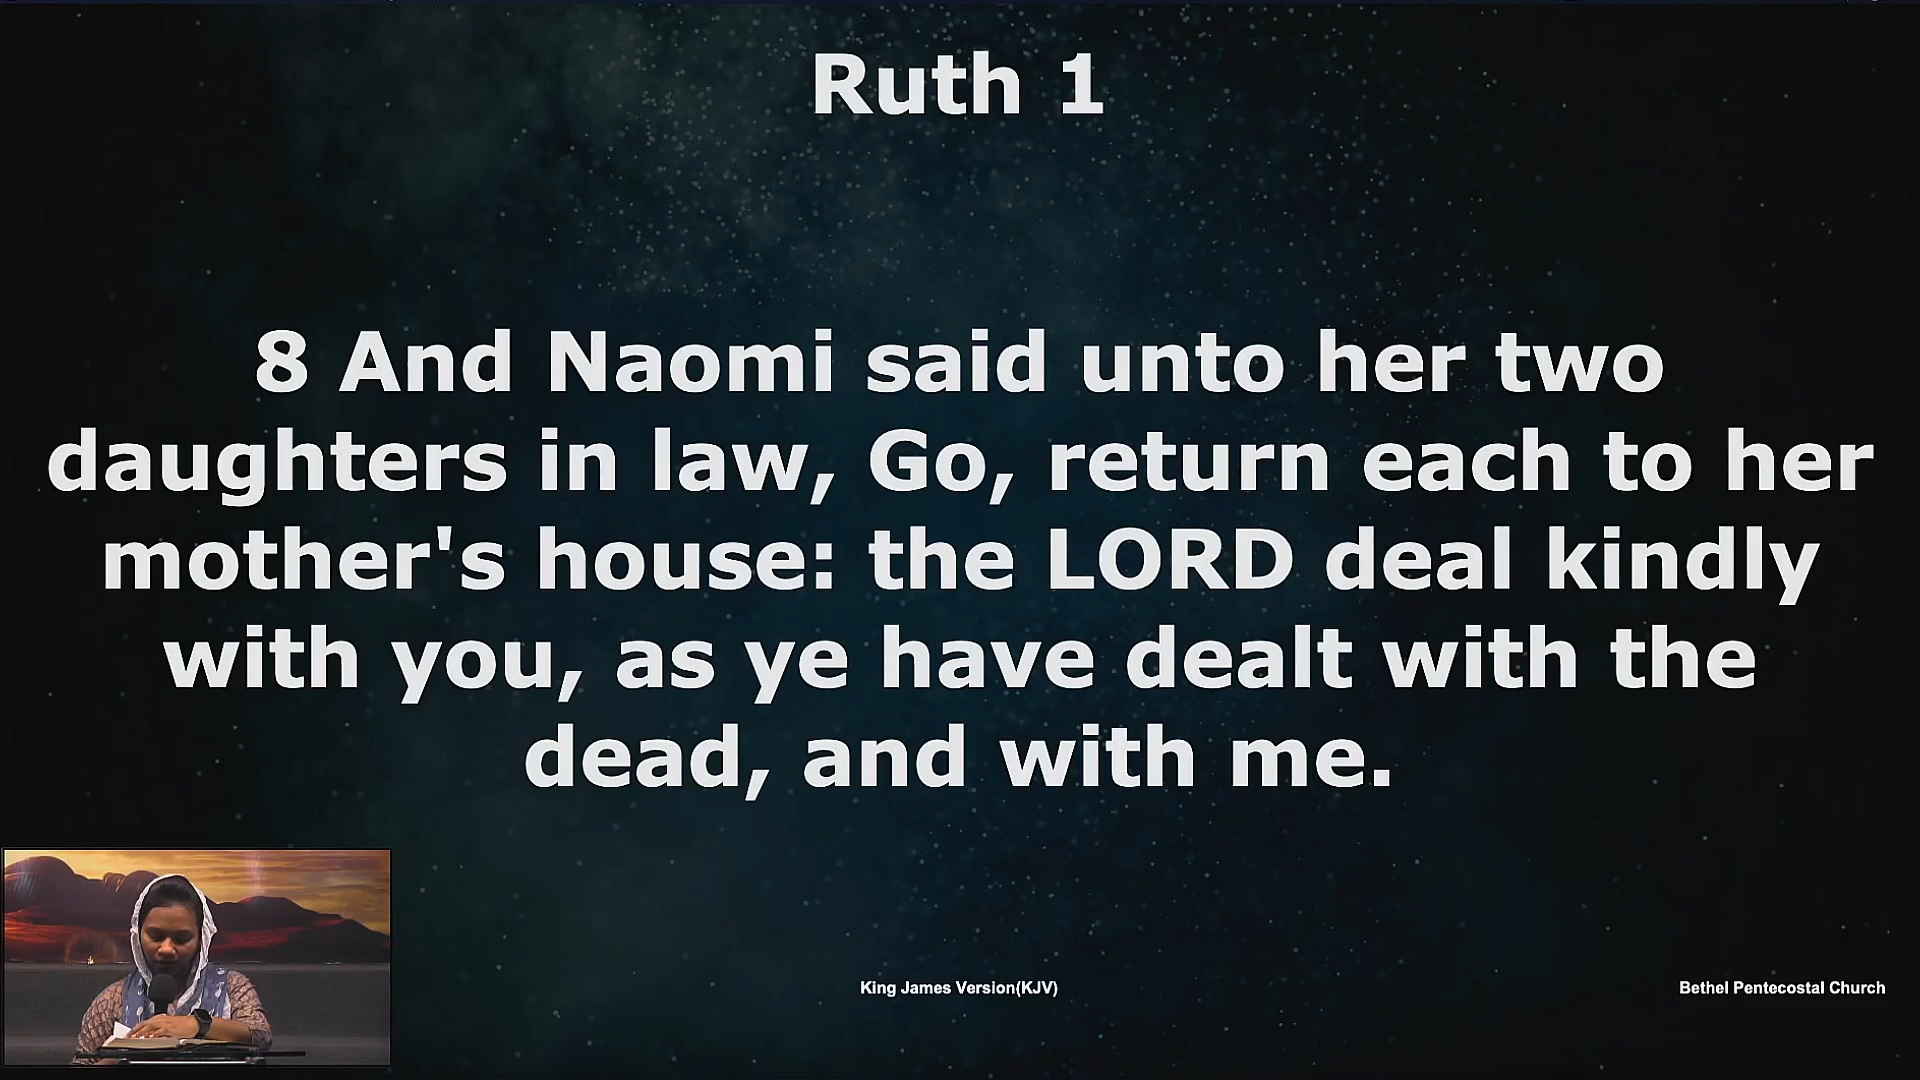 Ruth 1
8 And Naomi said unto her two
daughters in law, Go, return each to her
mother's house: the LORD deal kindly
with you, as ye have dealt with the
dead, and with me.
King James Version(KJV)
Bethel Pentecostal Church